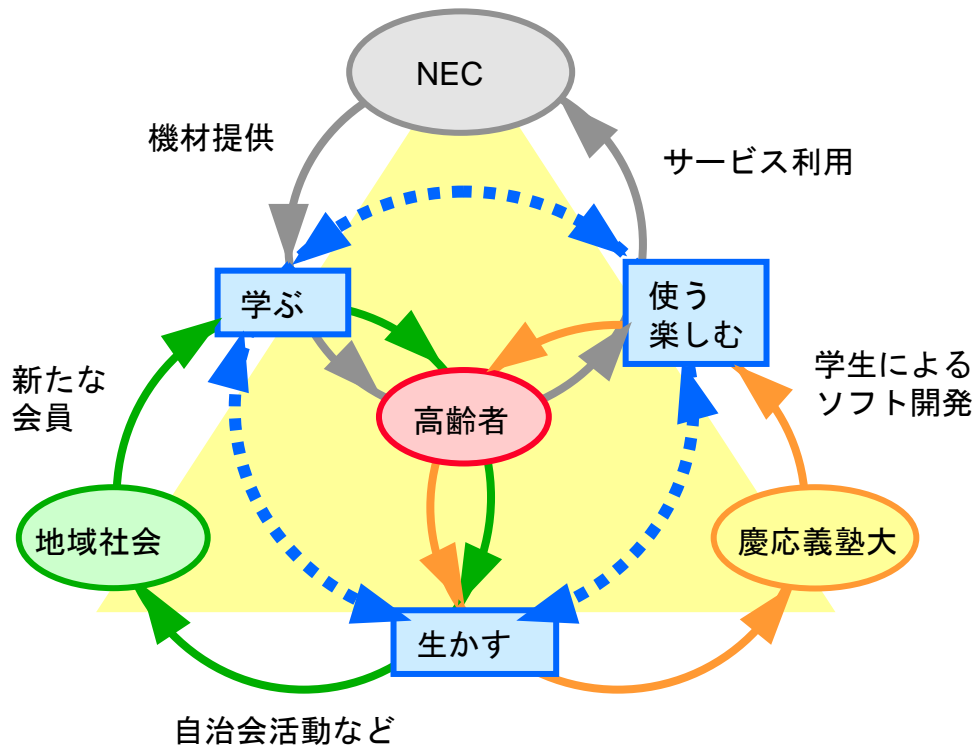 NEC
機材提供
サービス利用
学ぶ
使う
楽しむ
新たな
会員
学生による
ソフト開発
高齢者
地域社会
慶応義塾大
生かす
自治会活動など